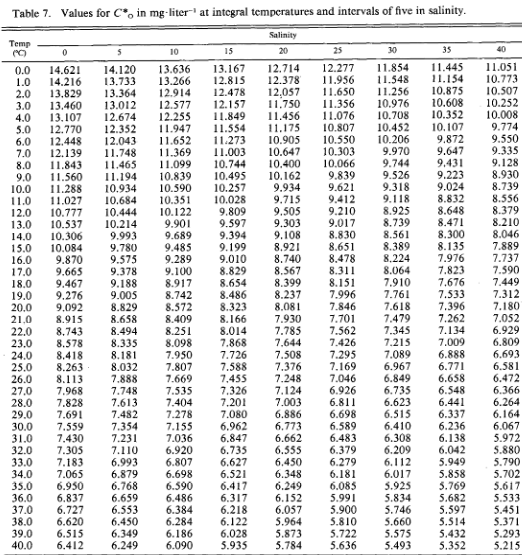 Table 7. Values for C*o in mg·liter⁻¹ at integral temperatures and intervals of five in salinity.
Salinity
Temp
(°C) 0 5 10 15 20 25 30 35 40
0.0 14.621 14.120 13.636 13.167 12.714 12.277 11.854 11.445 11.051
1.0 14.216 13.733 13.266 12.815 12.378 11.956 11.548 11.154 10.773
2.0 13.829 13.364 12.914 12.478 12.057 11.650 11.256 10.875 10.507
3.0 13.460 13.012 12.577 12.157 11.750 11.356 10.976 10.608 10.252
4.0 13.107 12.674 12.255 11.849 11.456 11.076 10.708 10.352 10.008
5.0 12.770 12.352 11.947 11.554 11.175 10.807 10.452 10.107 9.774
6.0 12.448 12.043 11.652 11.273 10.905 10.550 10.206 9.872 9.550
7.0 12.139 11.748 11.369 11.003 10.647 10.303 9.970 9.647 9.335
8.0 11.843 11.465 11.099 10.744 10.400 10.066 9.744 9.431 9.128
9.0 11.560 11.194 10.839 10.495 10.162 9.839 9.526 9.223 8.930
10.0 11.288 10.934 10.590 10.257 9.934 9.621 9.318 9.024 8.739
11.0 11.027 10.684 10.351 10.028 9.715 9.412 9.118 8.832 8.556
12.0 10.777 10.444 10.122 9.809 9.505 9.210 8.925 8.648 8.379
13.0 10.537 10.214 9.901 9.597 9.303 9.017 8.739 8.471 8.210
14.0 10.306 9.993 9.689 9.394 9.108 8.830 8.561 8.300 8.046
15.0 10.084 9.780 9.485 9.199 8.921 8.651 8.389 8.135 7.889
16.0 9.870 9.575 9.289 9.010 8.740 8.478 8.224 7.976 7.737
17.0 9.665 9.378 9.100 8.829 8.567 8.311 8.064 7.823 7.590
18.0 9.467 9.188 8.917 8.654 8.399 8.151 7.910 7.676 7.449
19.0 9.276 9.005 8.742 8.486 8.237 7.996 7.761 7.533 7.312
20.0 9.092 8.829 8.572 8.323 8.081 7.846 7.618 7.396 7.180
21.0 8.915 8.658 8.409 8.166 7.930 7.701 7.479 7.262 7.052
22.0 8.743 8.494 8.251 8.014 7.785 7.562 7.345 7.134 6.929
23.0 8.578 8.335 8.098 7.868 7.644 7.426 7.215 7.009 6.809
24.0 8.418 8.181 7.950 7.726 7.508 7.295 7.089 6.888 6.693
25.0 8.263 8.032 7.807 7.588 7.376 7.169 6.967 6.771 6.581
26.0 8.113 7.888 7.669 7.455 7.248 7.046 6.849 6.658 6.472
27.0 7.968 7.748 7.535 7.326 7.124 6.926 6.735 6.548 6.366
28.0 7.828 7.613 7.404 7.201 7.003 6.811 6.623 6.441 6.264
29.0 7.691 7.482 7.278 7.080 6.886 6.698 6.515 6.337 6.164
30.0 7.559 7.354 7.155 6.962 6.773 6.589 6.410 6.236 6.067
31.0 7.430 7.231 7.036 6.847 6.662 6.483 6.308 6.138 5.972
32.0 7.305 7.110 6.920 6.735 6.555 6.379 6.209 6.042 5.880
33.0 7.183 6.993 6.807 6.627 6.450 6.279 6.112 5.949 5.790
34.0 7.065 6.879 6.698 6.521 6.348 6.181 6.017 5.858 5.702
35.0 6.950 6.768 6.590 6.417 6.249 6.085 5.925 5.769 5.617
36.0 6.837 6.659 6.486 6.317 6.152 5.991 5.834 5.682 5.533
37.0 6.727 6.553 6.384 6.218 6.057 5.900 5.746 5.597 5.451
38.0 6.620 6.450 6.284 6.122 5.964 5.810 5.660 5.514 5.371
39.0 6.515 6.349 6.186 6.028 5.873 5.722 5.575 5.432 5.293
40.0 6.412 6.249 6.090 5.935 5.784 5.636 5.493 5.352 5.215